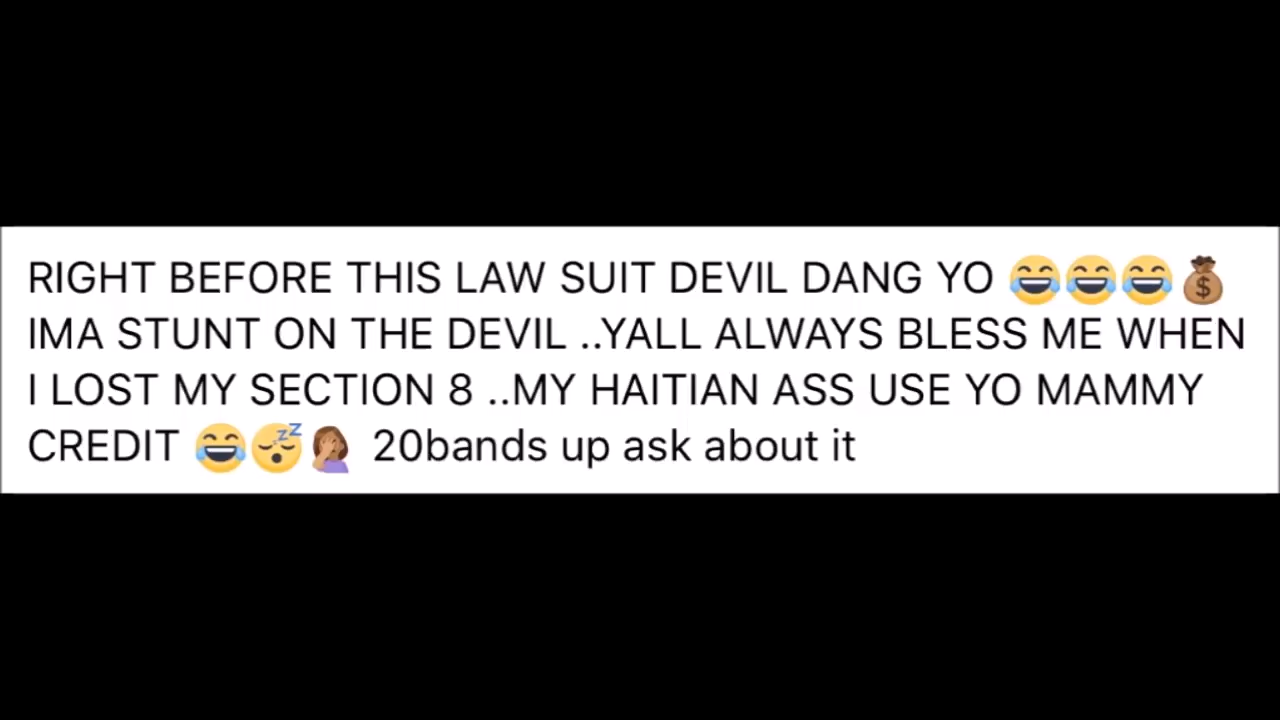 RIGHT BEFORE THIS LAW SUIT DEVIL DANG YO 😂😂😂💰
IMA STUNT ON THE DEVIL ..YALL ALWAYS BLESS ME WHEN
I LOST MY SECTION 8 ..MY HAITIAN ASS USE YO MAMMY
CREDIT 😂😴🤦🏽‍♀️ 20bands up ask about it